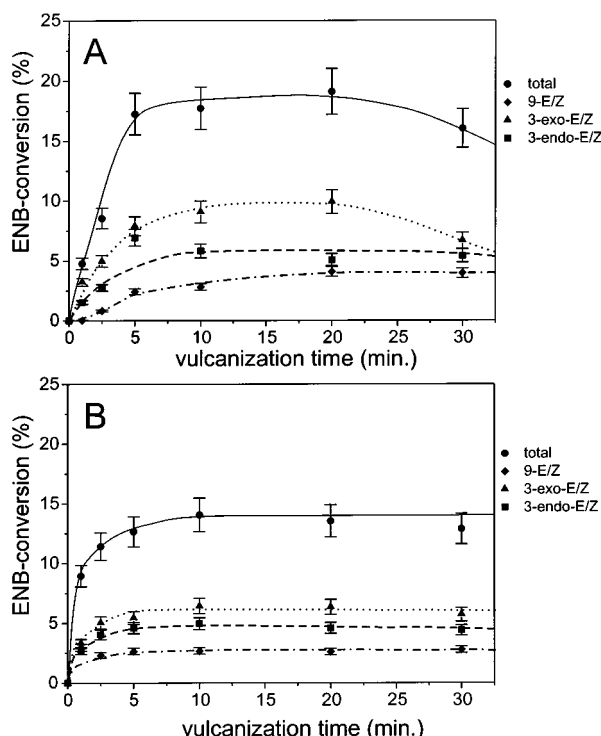 A
ENB-conversion (%)
25
20
15
10
5
0
0 5 10 15 20 25 30
vulcanization time (min.)
total
9-E/Z
3-exo-E/Z
3-endo-E/Z
B
ENB-conversion (%)
25
20
15
10
5
0
0 5 10 15 20 25 30
vulcanization time (min.)
total
9-E/Z
3-exo-E/Z
3-endo-E/Z